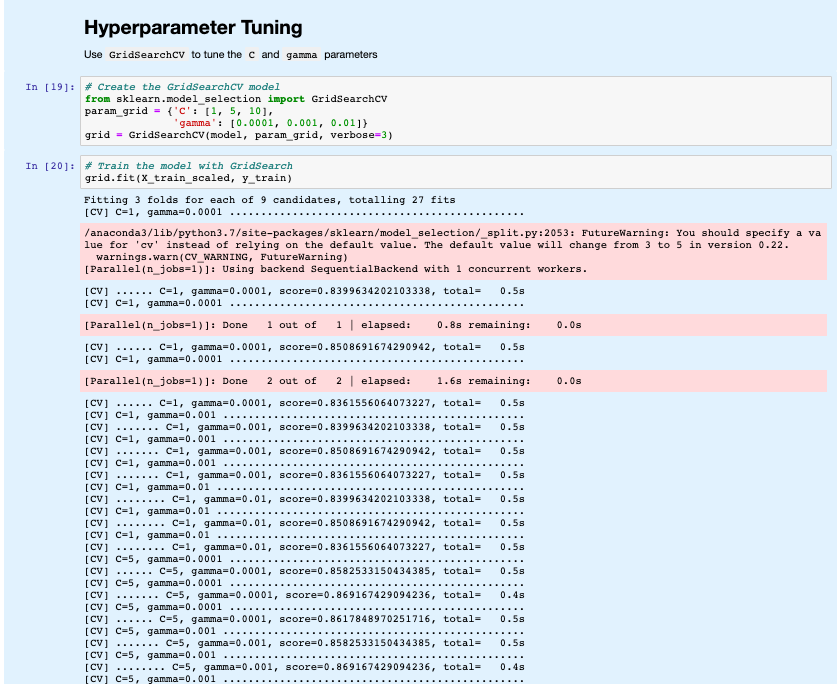 Hyperparameter Tuning
Use GridSearchCV to tune the C and gamma parameters
In [19]:
# Create the GridSearchCV model
from sklearn.model_selection import GridSearchCV
param_grid = {'C': [1, 5, 10],
'gamma': [0.0001, 0.001, 0.01]}
grid = GridSearchCV(model, param_grid, verbose=3)
In [20]:
# Train the model with GridSearch
grid.fit(X_train_scaled, y_train)
Fitting 3 folds for each of 9 candidates, totalling 27 fits
[CV] C=1, gamma=0.0001 .............................................
/anaconda3/lib/python3.7/site-packages/sklearn/model_selection/_split.py:2053: FutureWarning: You should specify a va
lue for 'cv' instead of relying on the default value. The default value will change from 3 to 5 in version 0.22.
warnings.warn(CV_WARNING, FutureWarning)
[Parallel(n_jobs=1)]: Using backend SequentialBackend with 1 concurrent workers.
[CV] ...... C=1, gamma=0.0001, score=0.8399634202103338, total=   0.5s
[CV] C=1, gamma=0.0001 .............................................
[Parallel(n_jobs=1)]: Done   1 out of   1 | elapsed:    0.8s remaining:    0.0s
[CV] ...... C=1, gamma=0.0001, score=0.8508691674290942, total=   0.5s
[CV] C=1, gamma=0.0001 .............................................
[Parallel(n_jobs=1)]: Done   2 out of   2 | elapsed:    1.6s remaining:    0.0s
[CV] ...... C=1, gamma=0.0001, score=0.8361556064073227, total=   0.5s
[CV] C=1, gamma=0.001 ..............................................
[CV] ....... C=1, gamma=0.001, score=0.8399634202103338, total=   0.5s
[CV] C=1, gamma=0.001 ..............................................
[CV] ....... C=1, gamma=0.001, score=0.8508691674290942, total=   0.5s
[CV] C=1, gamma=0.001 ..............................................
[CV] ....... C=1, gamma=0.001, score=0.8361556064073227, total=   0.5s
[CV] C=1, gamma=0.01 ...............................................
[CV] ........ C=1, gamma=0.01, score=0.8399634202103338, total=   0.5s
[CV] C=1, gamma=0.01 ...............................................
[CV] ........ C=1, gamma=0.01, score=0.8508691674290942, total=   0.5s
[CV] C=1, gamma=0.01 ...............................................
[CV] ........ C=1, gamma=0.01, score=0.8361556064073227, total=   0.5s
[CV] C=5, gamma=0.0001 .............................................
[CV] ...... C=5, gamma=0.0001, score=0.8582533150434385, total=   0.5s
[CV] C=5, gamma=0.0001 .............................................
[CV] ....... C=5, gamma=0.0001, score=0.869167429094236, total=   0.4s
[CV] C=5, gamma=0.0001 .............................................
[CV] ...... C=5, gamma=0.0001, score=0.8617848970251716, total=   0.5s
[CV] C=5, gamma=0.001 ..............................................
[CV] ....... C=5, gamma=0.001, score=0.8582533150434385, total=   0.5s
[CV] C=5, gamma=0.001 ..............................................
[CV] ........ C=5, gamma=0.001, score=0.869167429094236, total=   0.4s
[CV] C=5, gamma=0.001 ..............................................